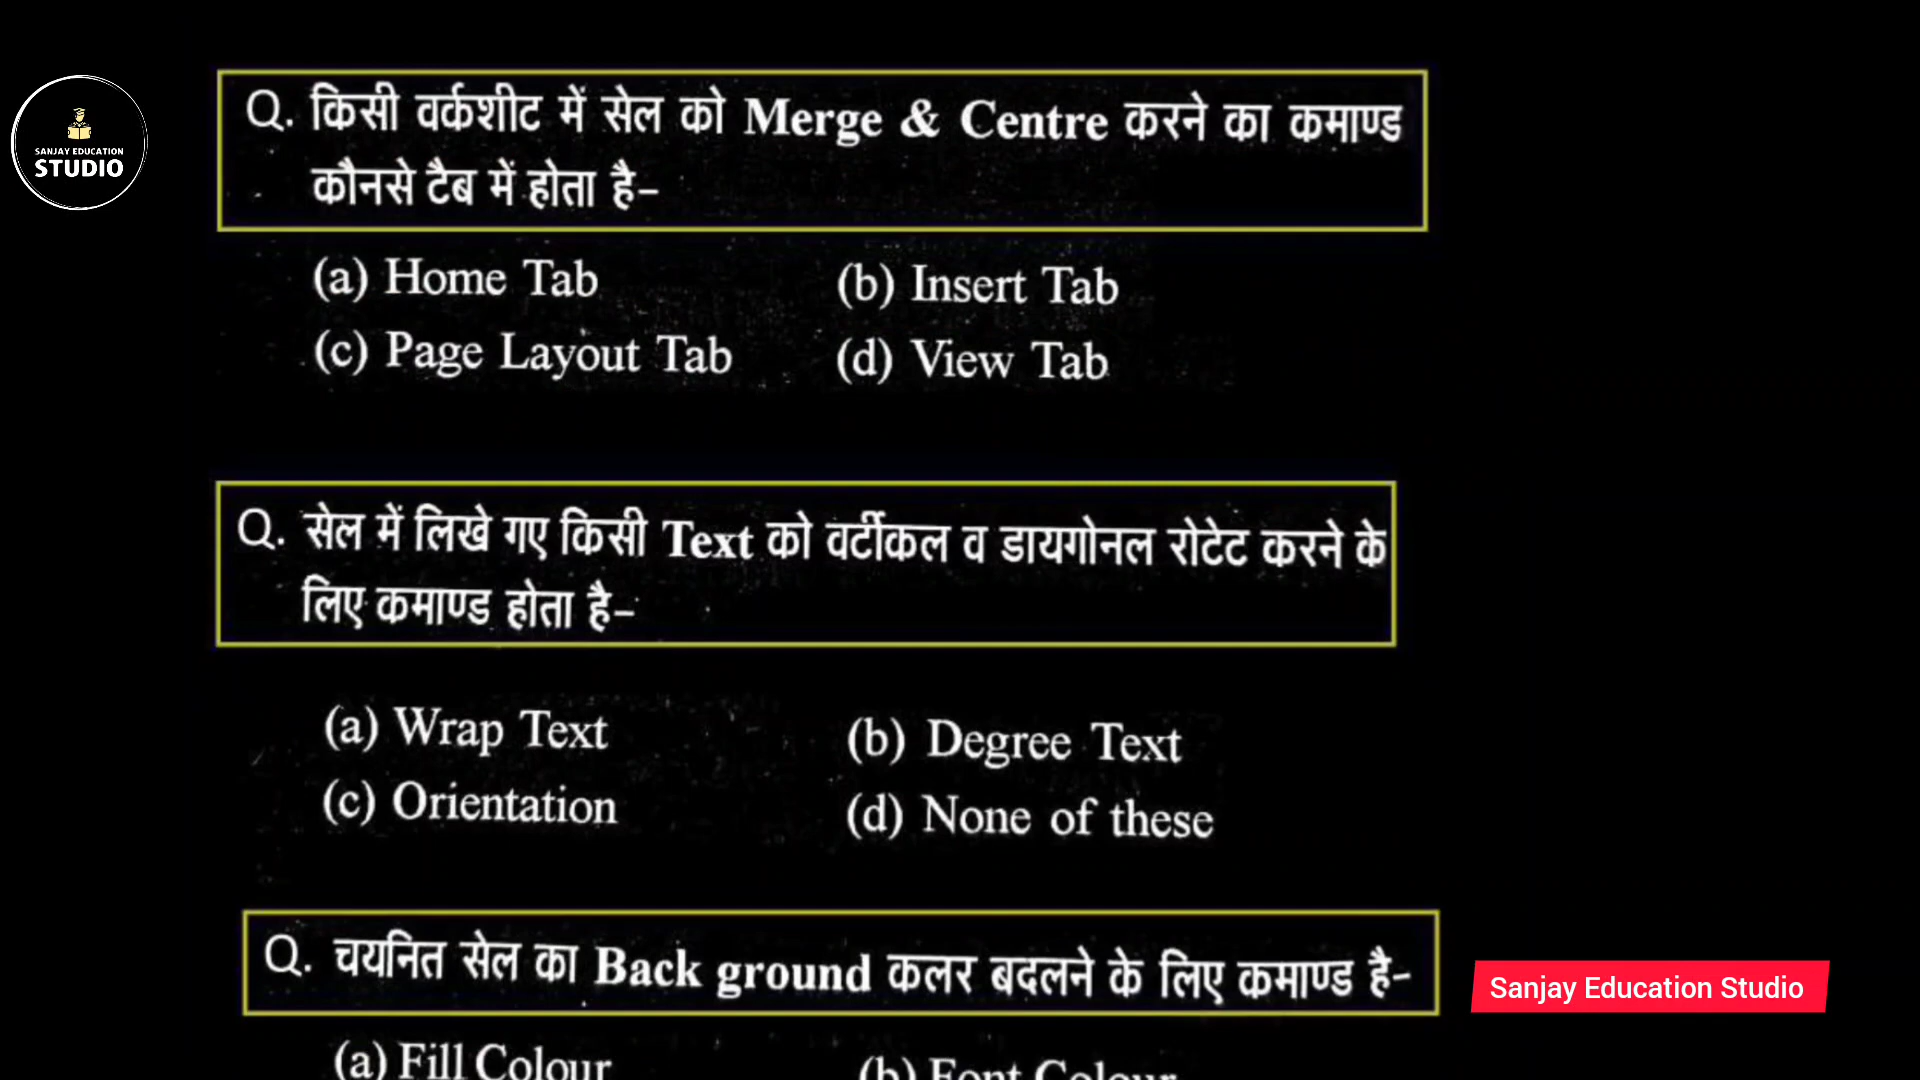 SANJAY EDUCATION
STUDIO
Q. किसी वर्कशीट में सेल को Merge & Centre करने का कमाण्ड
कौनसे टैब में होता है-
(a) Home Tab (b) Insert Tab
(c) Page Layout Tab (d) View Tab
Q. सेल में लिखे गए किसी Text को वर्टीकल व डायगोनल रोटेट करने के
लिए कमाण्ड होता है-
(a) Wrap Text (b) Degree Text
(c) Orientation (d) None of these
Q. चयनित सेल का Back ground कलर बदलने के लिए कमाण्ड है-
Sanjay Education Studio
(a) Fill Colour (b) Font Colour